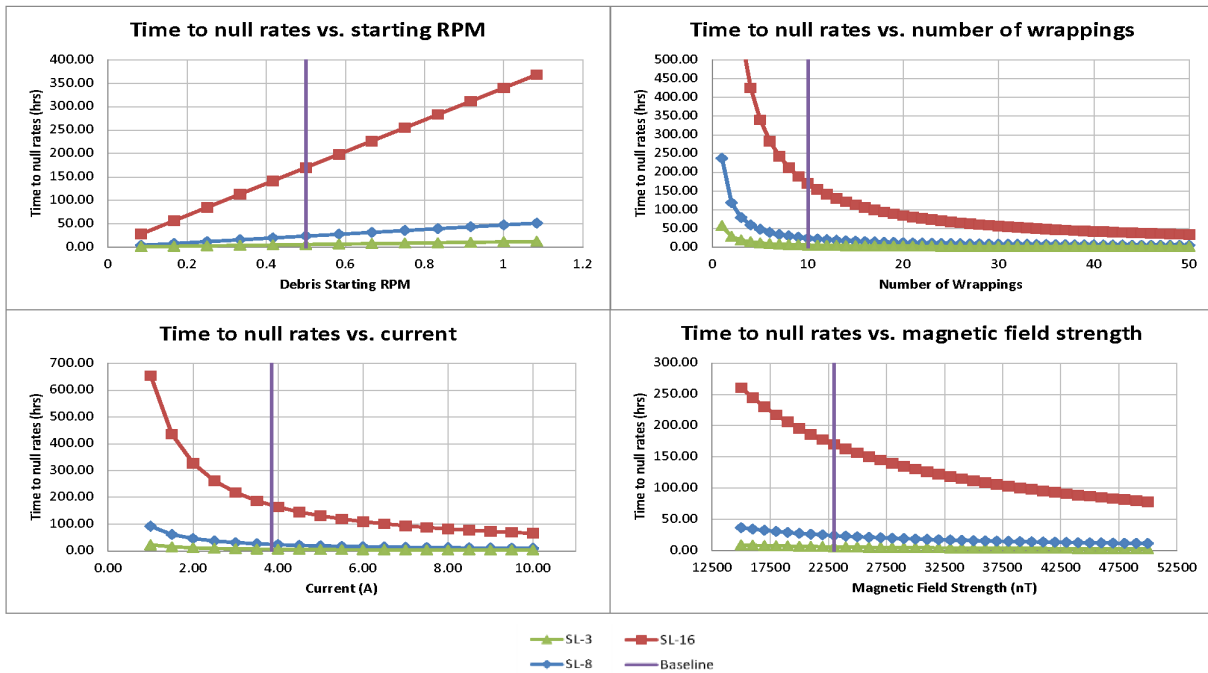 Time to null rates vs. starting RPM
Time to null rates (hrs)
400.00
350.00
300.00
250.00
200.00
150.00
100.00
50.00
0.00
0 0.2 0.4 0.6 0.8 1 1.2
Debris Starting RPM
Time to null rates vs. number of wrappings
Time to null rates (hrs)
500.00
450.00
400.00
350.00
300.00
250.00
200.00
150.00
100.00
50.00
0.00
0 10 20 30 40 50
Number of Wrappings
Time to null rates vs. current
Time to null rates (hrs)
700.00
600.00
500.00
400.00
300.00
200.00
100.00
0.00
0.00 2.00 4.00 6.00 8.00 10.00
Current (A)
Time to null rates vs. magnetic field strength
Time to null rates (hrs)
300.00
250.00
200.00
150.00
100.00
50.00
0.00
12500 17500 22500 27500 32500 37500 42500 47500 52500
Magnetic Field Strength (nT)
SL-3 SL-16
SL-8 Baseline